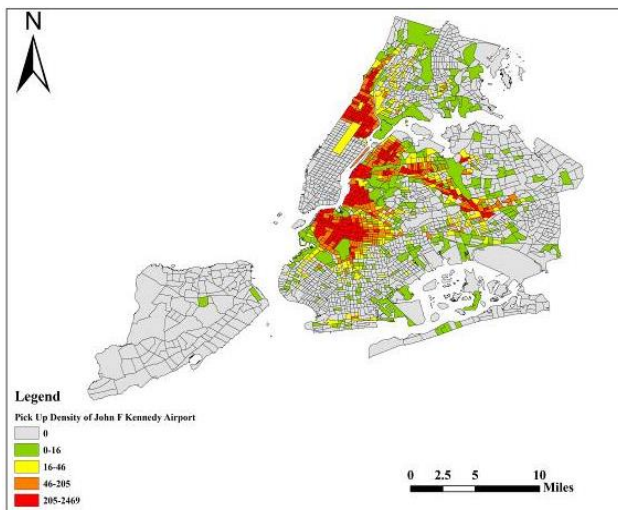 N
Legend
Pick Up Density of John F Kennedy Airport
0
0-16
16-46
46-205
205-2469
0 2.5 5 10
Miles